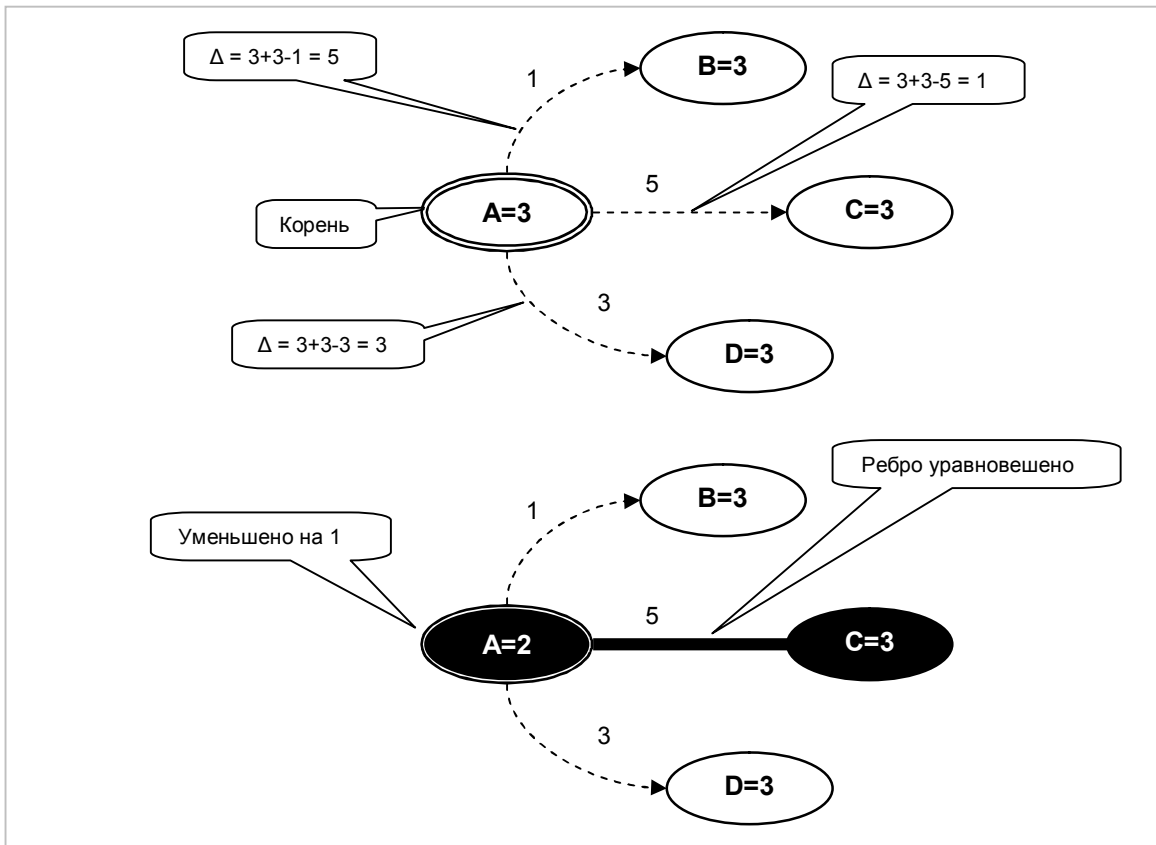 Δ = 3+3-1 = 5
1
B=3
Δ = 3+3-5 = 1
5
A=3
C=3
Корень
3
Δ = 3+3-3 = 3
D=3
Ребро уравновешено
B=3
1
Уменьшено на 1
5
A=2
C=3
3
D=3